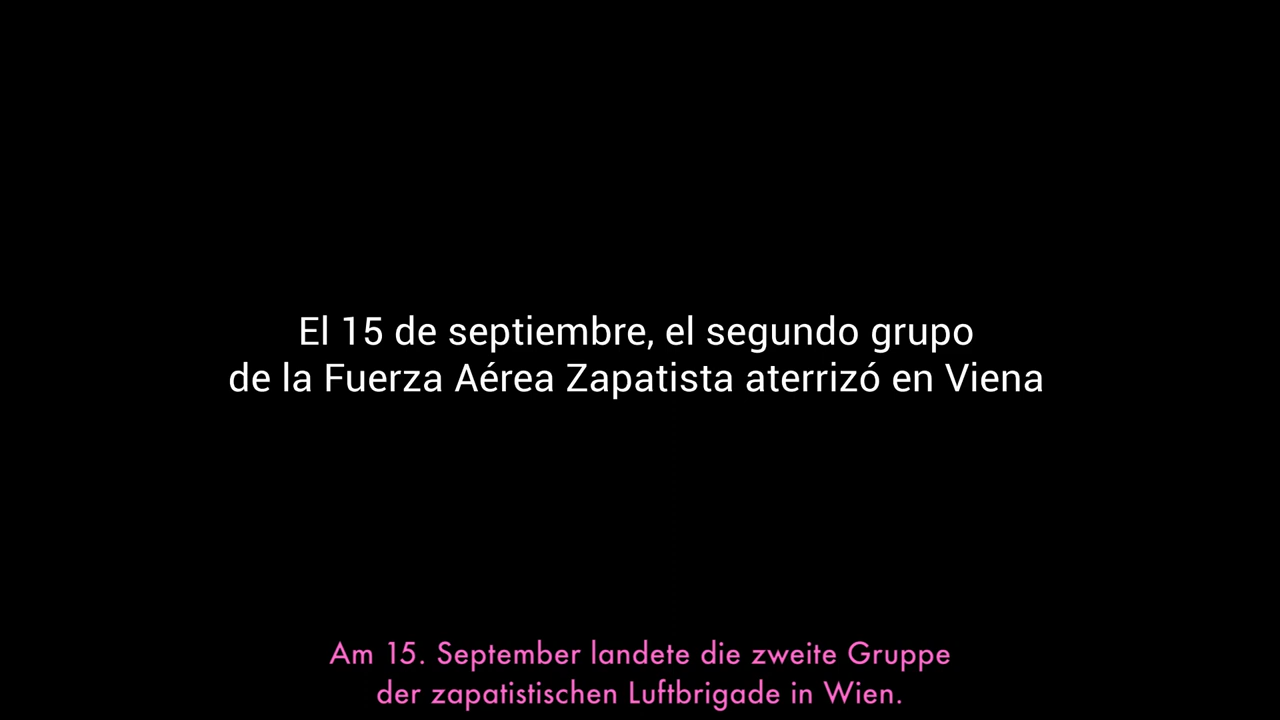 El 15 de septiembre, el segundo grupo
de la Fuerza Aérea Zapatista aterrizó en Viena
Am 15. September landete die zweite Gruppe
der zapatistischen Luftbrigade in Wien.